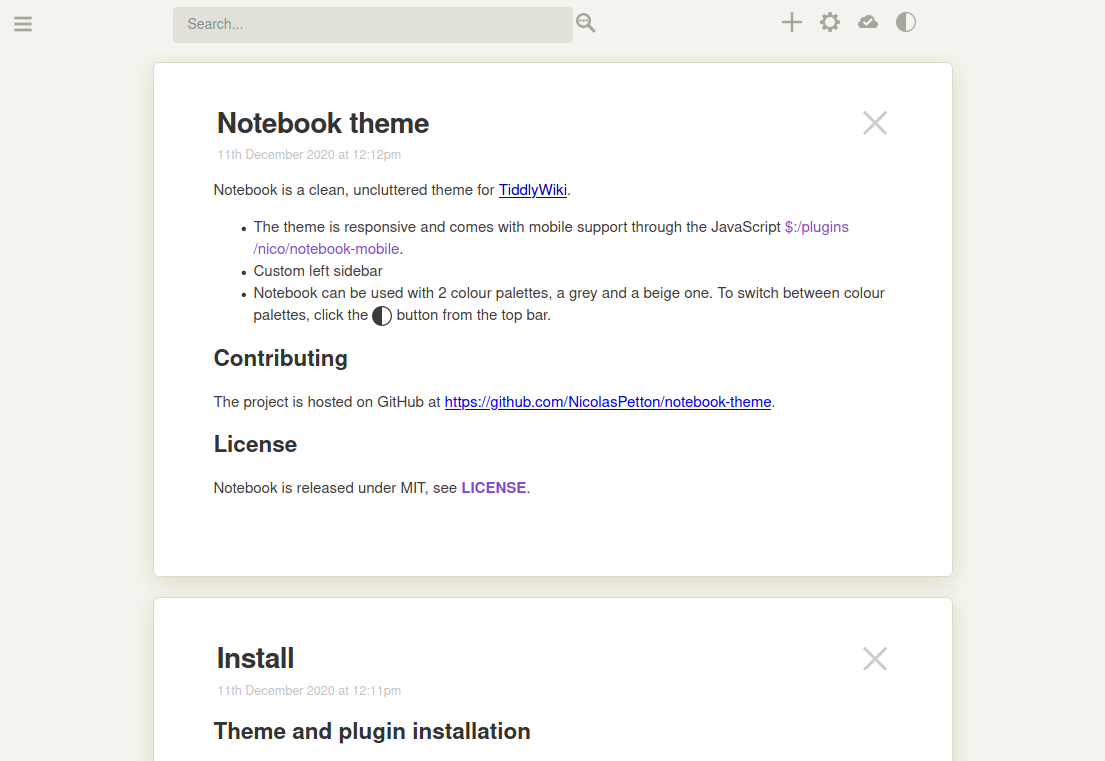 Search...
Notebook theme
11th December 2020 at 12:12pm
Notebook is a clean, uncluttered theme for TiddlyWiki.
The theme is responsive and comes with mobile support through the JavaScript $:/plugins
/nico/notebook-mobile.
Custom left sidebar
Notebook can be used with 2 colour palettes, a grey and a beige one. To switch between colour
palettes, click the button from the top bar.
Contributing
The project is hosted on GitHub at https://github.com/NicolasPetton/notebook-theme.
License
Notebook is released under MIT, see LICENSE.
Install
11th December 2020 at 12:11pm
Theme and plugin installation